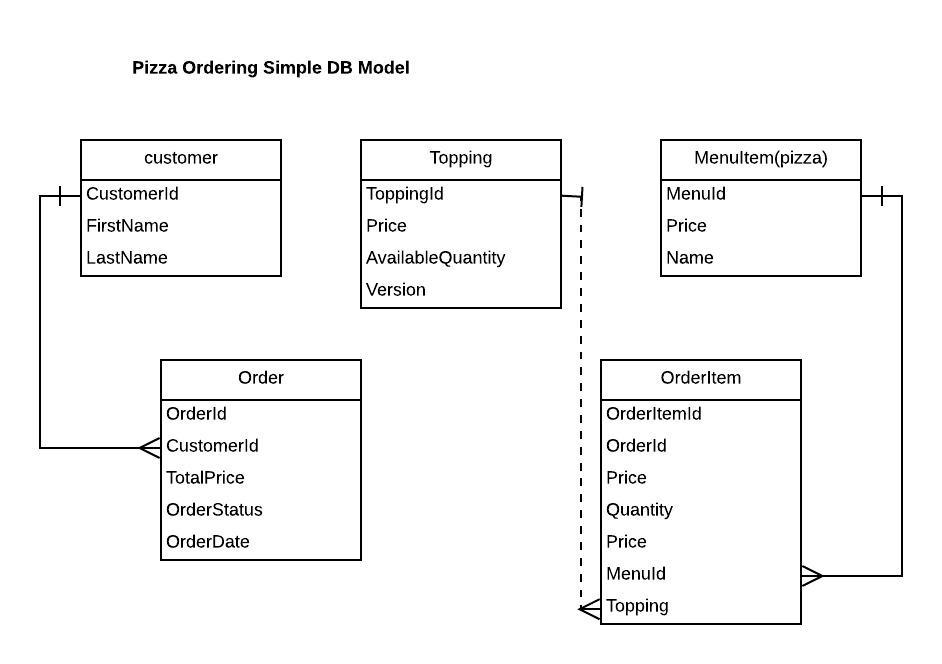 Pizza Ordering Simple DB Model
customer
CustomerId
FirstName
LastName
Topping
ToppingId
Price
AvailableQuantity
Version
MenuItem(pizza)
MenuId
Price
Name
Order
OrderId
CustomerId
TotalPrice
OrderStatus
OrderDate
OrderItem
OrderItemId
OrderId
Price
Quantity
Price
MenuId
Topping